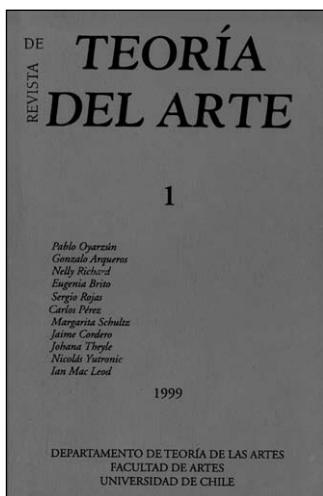 REVISTA DE
TEORÍA
DEL ARTE
1
Pablo Oyarzún
Gonzalo Arqueros
Nelly Richard
Eugenia Brito
Sergio Rojas
Carlos Pérez
Margarita Schultz
Jaime Cordero
Johana Theyle
Nicolás Yutronic
Ian Mac Leod
1999
DEPARTAMENTO DE TEORÍA DE LAS ARTES
FACULTAD DE ARTES
UNIVERSIDAD DE CHILE